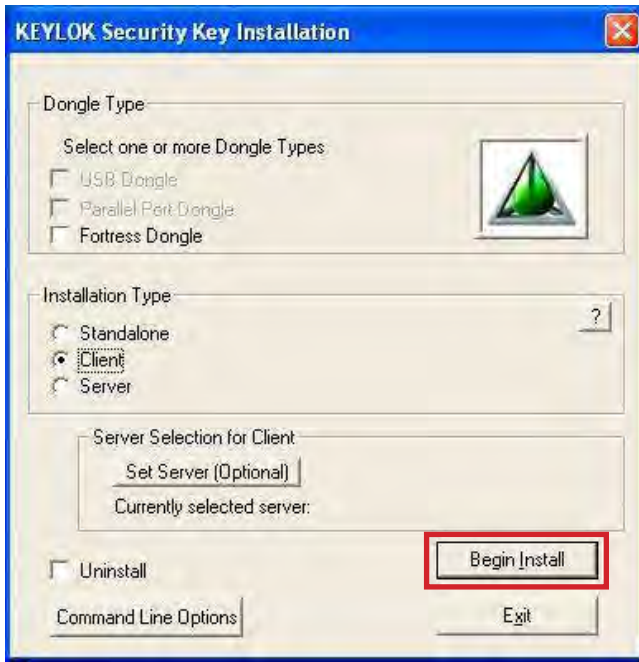 KEYLOK Security Key Installation
Dongle Type
Select one or more Dongle Types
USB Dongle
Parallel Port Dongle
Fortress Dongle
Installation Type
?
Standalone
Client
Server
Server Selection for Client
Set Server (Optional)
Currently selected server:
Begin Install
Uninstall
Command Line Options
Exit